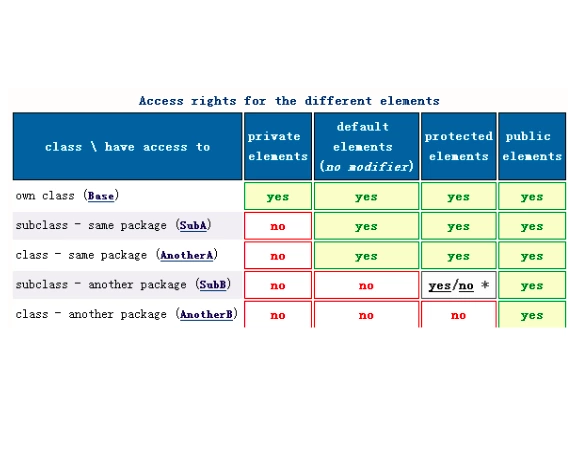 Access rights for the different elements
class \ have access to private elements default elements (no modifier) protected elements public elements
own class (Base) yes yes yes yes
subclass - same package (SubA) no yes yes yes
class - same package (AnotherA) no yes yes yes
subclass - another package (SubB) no no yes/no * yes
class - another package (AnotherB) no no no yes